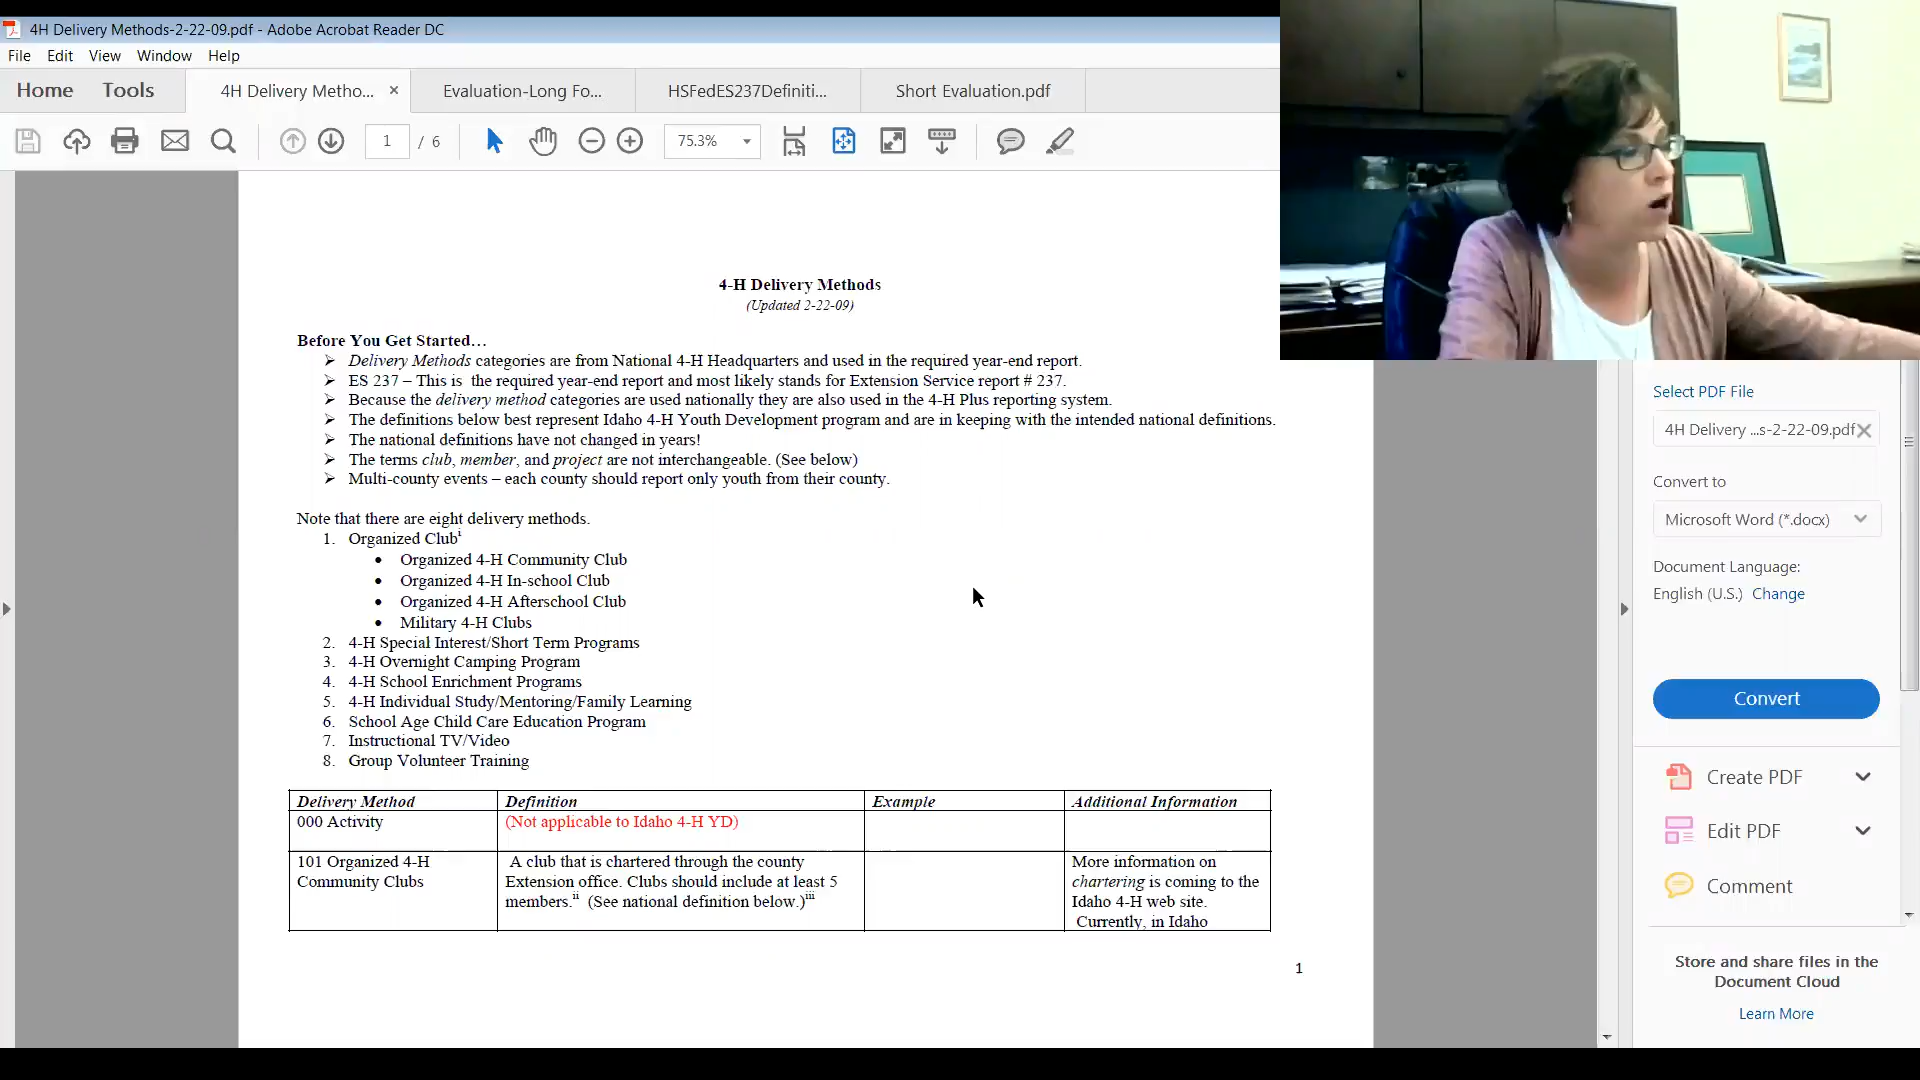 4H Delivery Methods-2-22-09.pdf - Adobe Acrobat Reader DC
File Edit View Window Help
Home Tools 4H Delivery Metho... × Evaluation-Long Fo... HSFedES237Definiti... Short Evaluation.pdf
1 / 6 75.3%
4-H Delivery Methods
(Updated 2-22-09)
Before You Get Started…
➢ Delivery Methods categories are from National 4-H Headquarters and used in the required year-end report.
➢ ES 237 – This is the required year-end report and most likely stands for Extension Service report # 237.
➢ Because the delivery method categories are used nationally they are also used in the 4-H Plus reporting system.
➢ The definitions below best represent Idaho 4-H Youth Development program and are in keeping with the intended national definitions.
➢ The national definitions have not changed in years!
➢ The terms club, member, and project are not interchangeable. (See below)
➢ Multi-county events – each county should report only youth from their county.
Note that there are eight delivery methods.
1. Organized Club i
• Organized 4-H Community Club
• Organized 4-H In-school Club
• Organized 4-H Afterschool Club
• Military 4-H Clubs
2. 4-H Special Interest/Short Term Programs
3. 4-H Overnight Camping Program
4. 4-H School Enrichment Programs
5. 4-H Individual Study/Mentoring/Family Learning
6. School Age Child Care Education Program
7. Instructional TV/Video
8. Group Volunteer Training
Delivery Method Definition Example Additional Information
000 Activity (Not applicable to Idaho 4-H YD)
101 Organized 4-H
Community Clubs
A club that is chartered through the county
Extension office. Clubs should include at least 5
members. ii (See national definition below.) iii
More information on
chartering is coming to the
Idaho 4-H web site.
Currently, in Idaho
1
Select PDF File
4H Delivery ...s-2-22-09.pdf
Convert to
Microsoft Word (*.docx)
Document Language:
English (U.S.) Change
Convert
Create PDF
Edit PDF
Comment
Store and share files in the
Document Cloud
Learn More